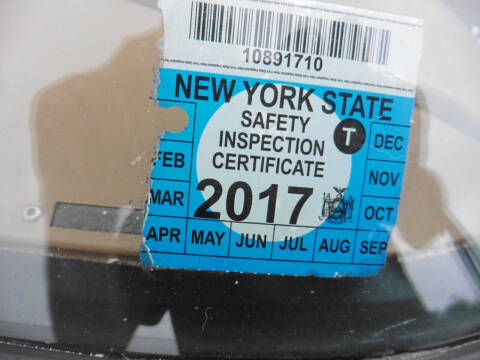 10891710
NEW YORK STATE
SAFETY
INSPECTION
CERTIFICATE
2017
T
DEC
NOV
OCT
FEB
MAR
APR MAY JUN JUL AUG SEP